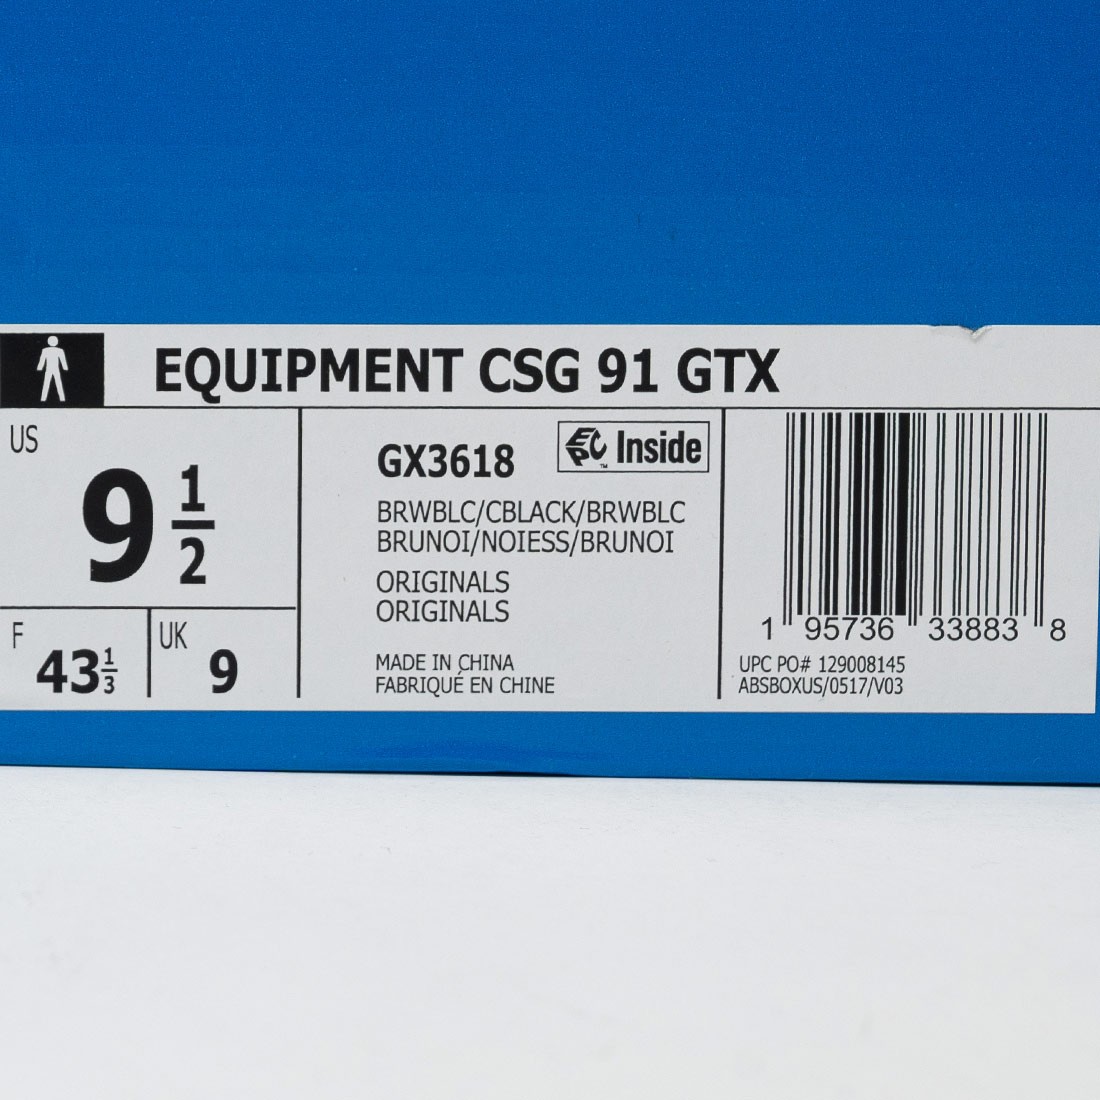 EQUIPMENT CSG 91 GTX
US
9 1/2
F
43 1/3
UK
9
GX3618
EPC Inside
™
BRWBLC/CBLACK/BRWBLC
BRUNOI/NOIESS/BRUNOI
ORIGINALS
ORIGINALS
MADE IN CHINA
FABRIQUÉ EN CHINE
1 95736 33883 8
UPC PO# 129008145
ABSBOXUS/0517/V03